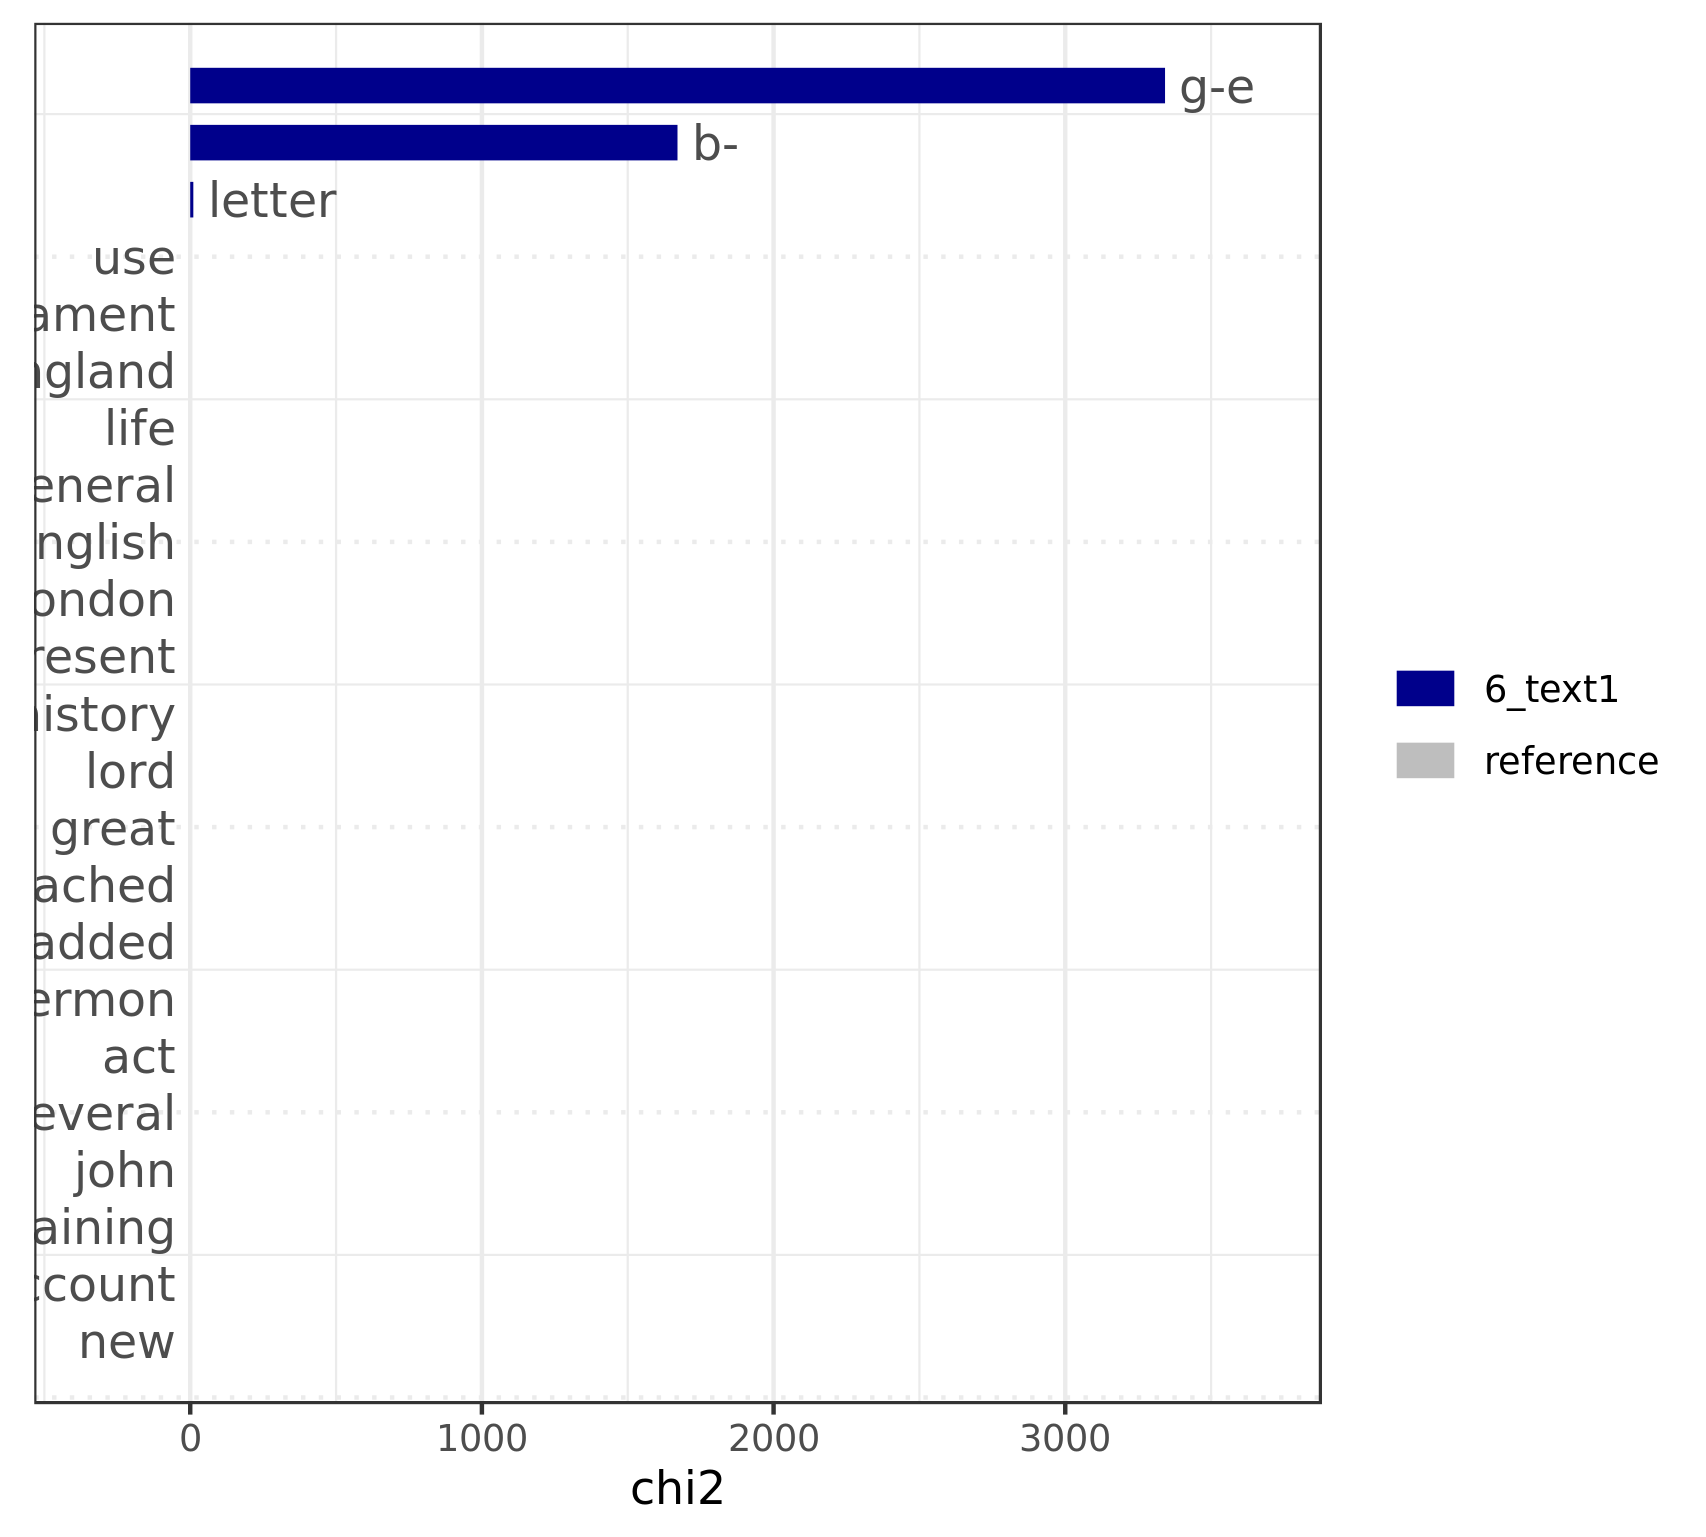 g-e
b-
letter
use
ament
ngland
life
eneral
nglish
ondon
resent
history
lord
great
ached
added
ermon
act
everal
john
aining
ccount
new
6_text1
reference
0 1000 2000 3000
chi2